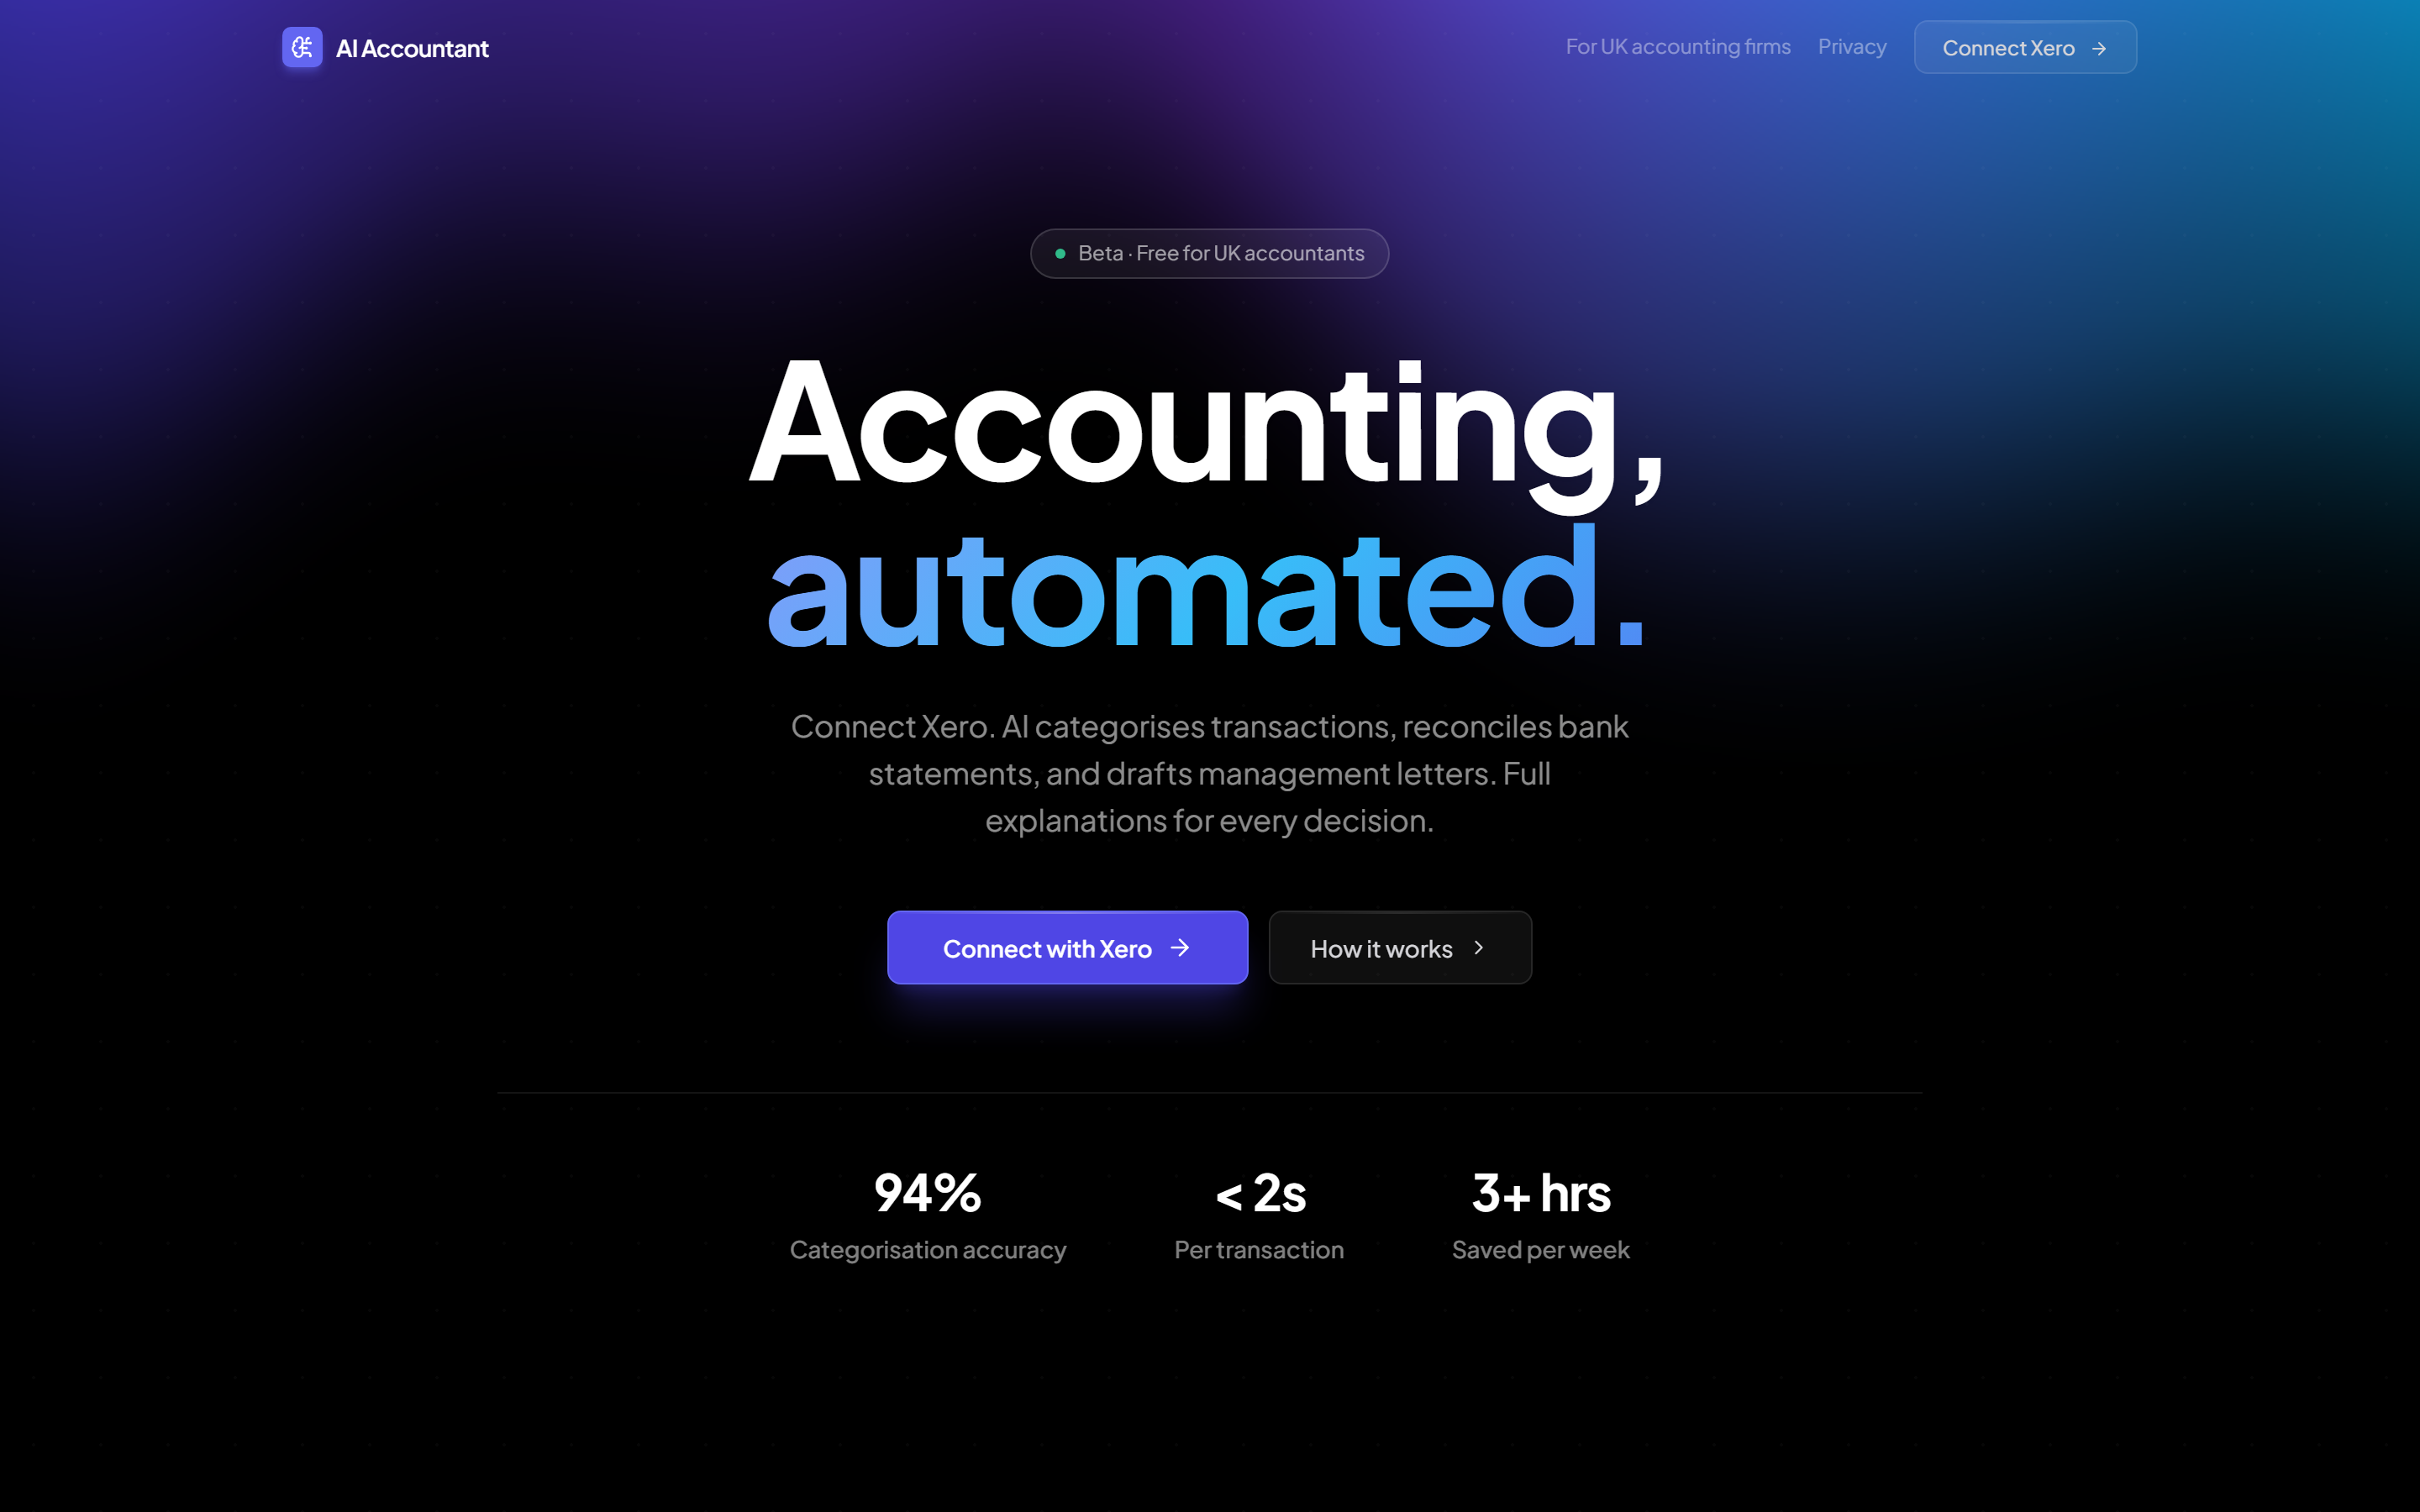 AI Accountant
For UK accounting firms
Privacy
Connect Xero →
Beta · Free for UK accountants
Accounting,
automated.
Connect Xero. AI categorises transactions, reconciles bank
statements, and drafts management letters. Full
explanations for every decision.
Connect with Xero →
How it works >
94%
Categorisation accuracy
< 2s
Per transaction
3+ hrs
Saved per week